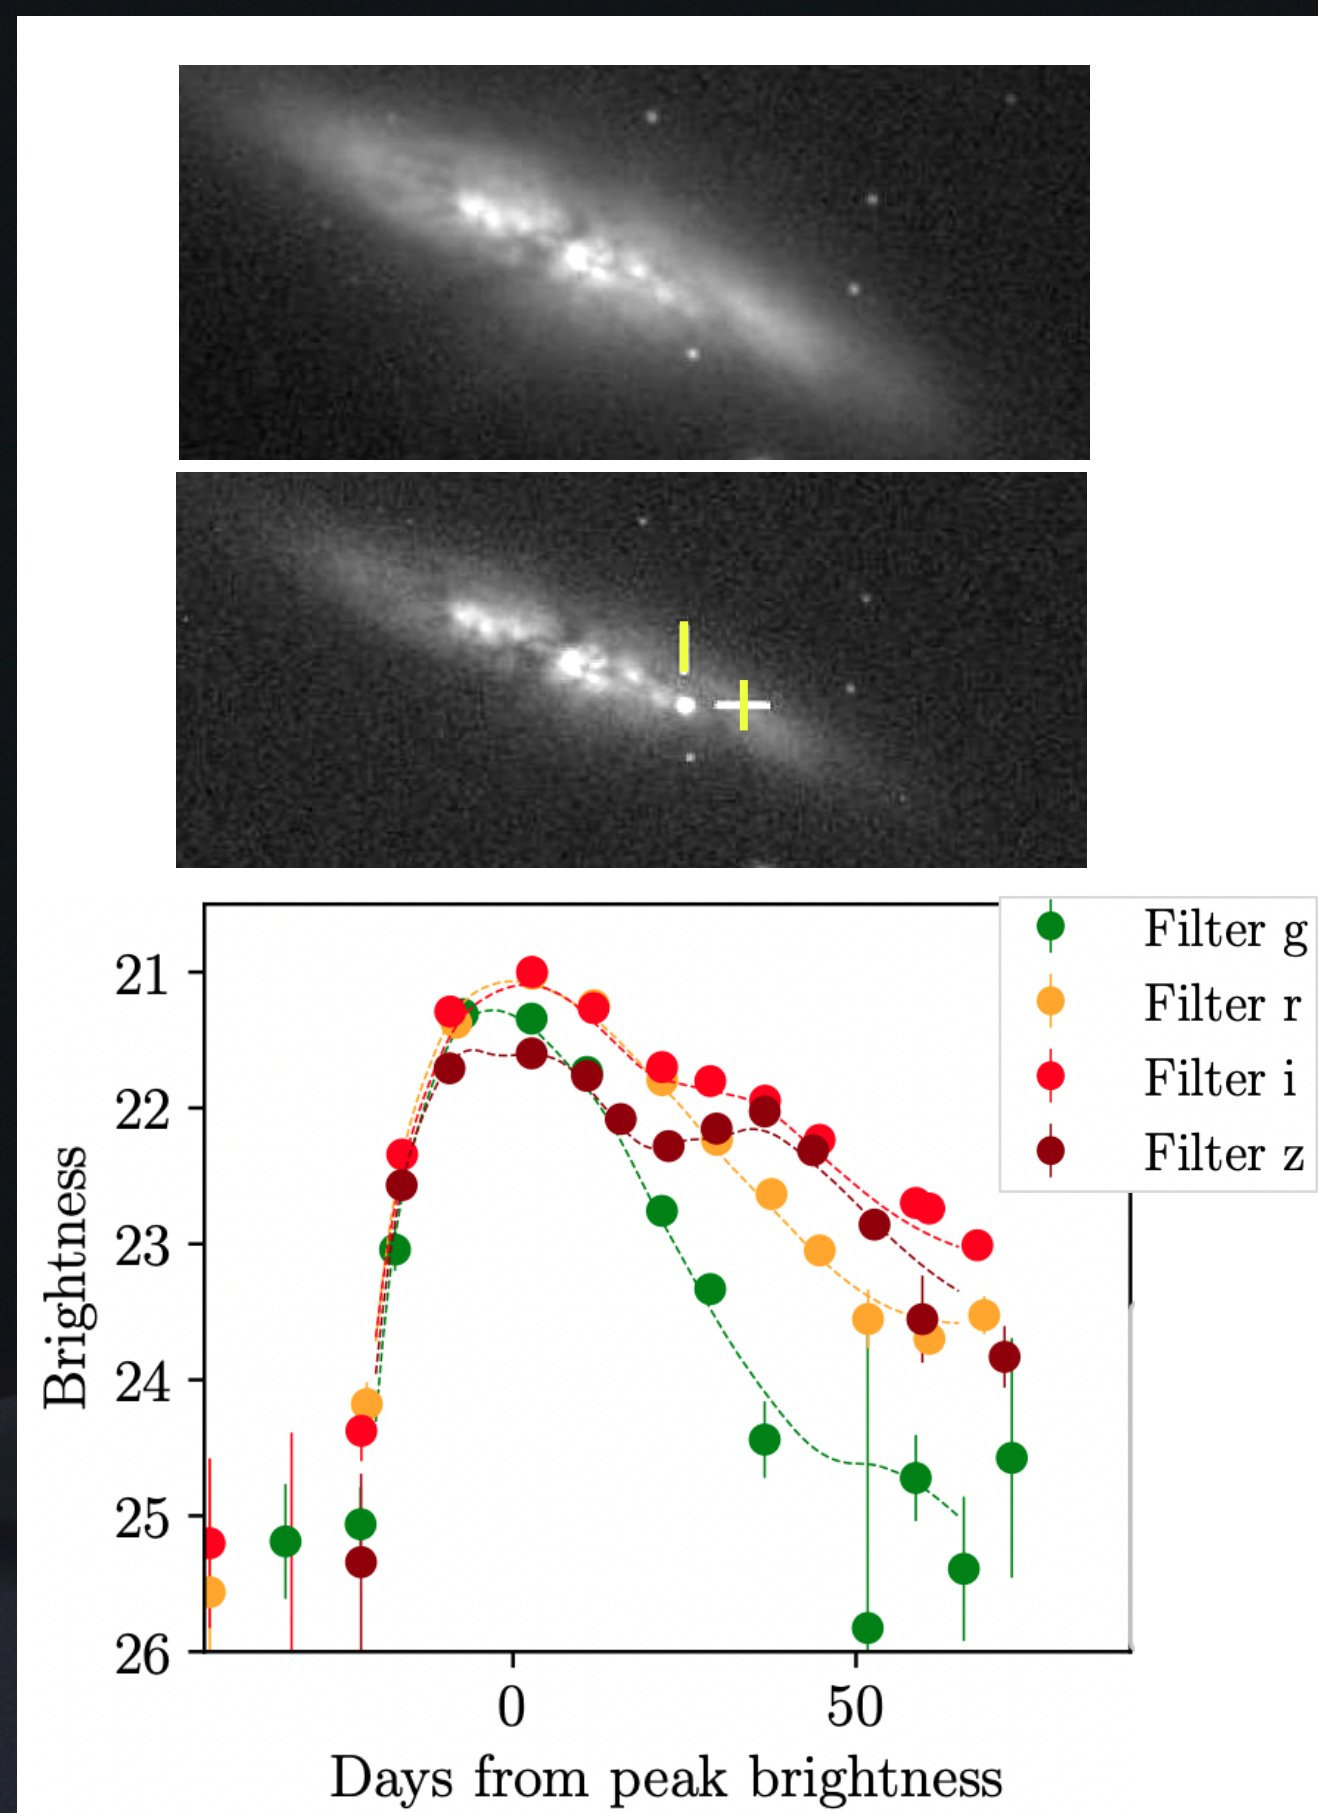 Filter g
Filter r
Filter i
Filter z
21
22
23
24
25
26
Brightness
0 50
Days from peak brightness